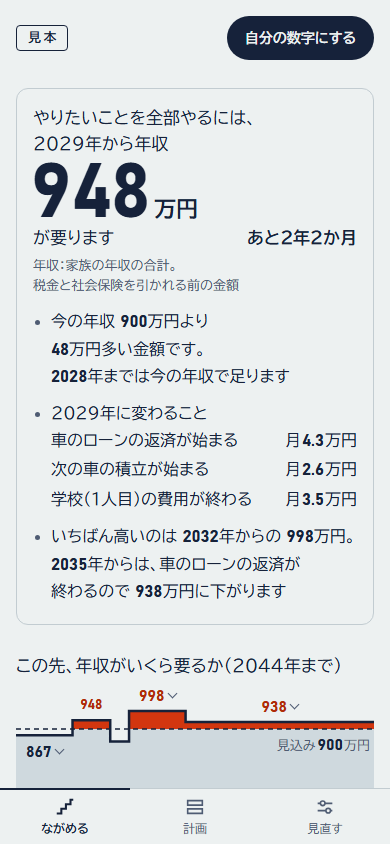 見本
自分の数字にする
やりたいことを全部やるには、
2029年から年収
948 万円
が要ります
あと2年2か月
年収：家族の年収の合計。
税金と社会保険を引かれる前の金額
• 今の年収 900万円より
48万円多い金額です。
2028年までは今の年収で足ります
• 2029年に変わること
車のローンの返済が始まる 月4.3万円
次の車の積立が始まる 月2.6万円
学校（1人目）の費用が終わる 月3.5万円
• いちばん高いのは 2032年からの 998万円。
2035年からは、車のローンの返済が
終わるので 938万円に下がります
この先、年収がいくら要るか（2044年まで）
998
948
938
867
見込み900万円
ながめる
計画
見直す